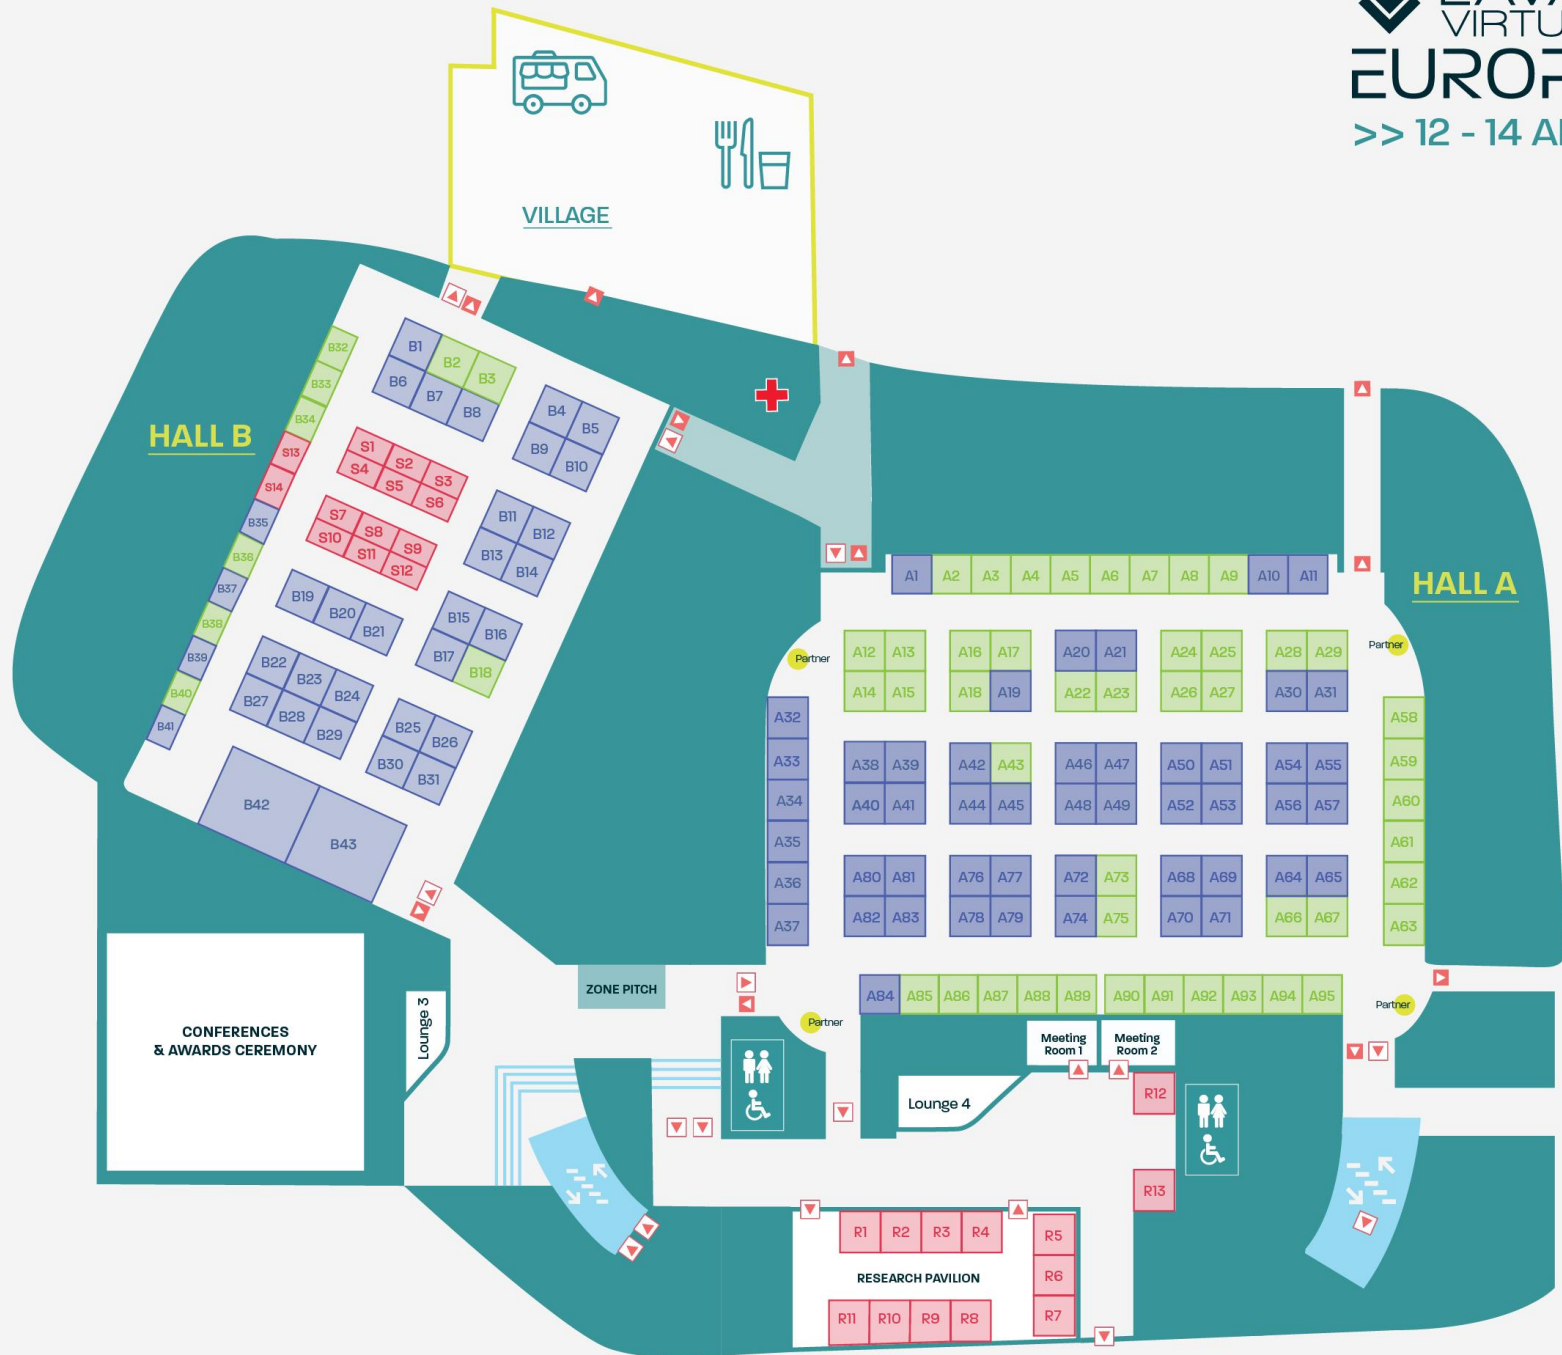 VIRTU
EUROP
>> 12 - 14 A
VILLAGE
HALL B
HALL A
B1
B2
B3
B6
B7
B8
B4
B5
B9
B10
B32
B33
B34
S13
S14
B35
B36
B37
B38
B39
B40
B41
S1
S2
S3
S4
S5
S6
S7
S8
S9
S10
S11
S12
B11
B12
B13
B14
B19
B20
B21
B15
B16
B17
B18
B22
B23
B24
B27
B28
B29
B25
B26
B30
B31
B42
B43
A1 A2 A3 A4 A5 A6 A7 A8 A9 A10 A11
Partner
Partner
A12 A13 A16 A17 A20 A21 A24 A25 A28 A29
A14 A15 A18 A19 A22 A23 A26 A27 A30 A31
A32
A33
A34
A35
A36
A37
A58
A59
A60
A61
A62
A63
A38 A39 A42 A43 A46 A47 A50 A51 A54 A55
A40 A41 A44 A45 A48 A49 A52 A53 A56 A57
A80 A81 A76 A77 A72 A73 A68 A69 A64 A65
A82 A83 A78 A79 A74 A75 A70 A71 A66 A67
A84 A85 A86 A87 A88 A89 A90 A91 A92 A93 A94 A95
Partner
Partner
ZONE PITCH
CONFERENCES
& AWARDS CEREMONY
Lounge 3
Meeting
Room 1
Meeting
Room 2
Lounge 4
R12
R13
R1 R2 R3 R4
R5
R6
R7
RESEARCH PAVILION
R11 R10 R9 R8